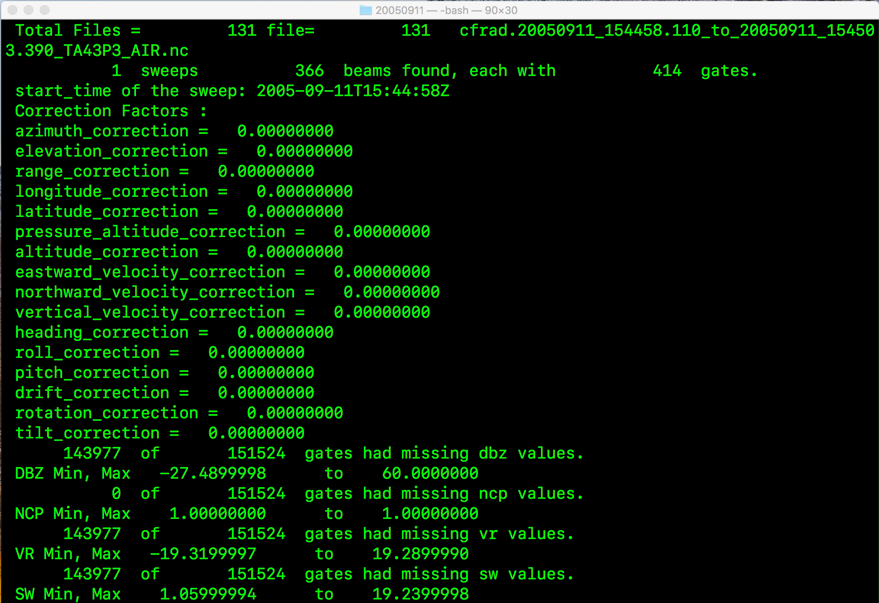 20050911 — -bash — 90×30
Total Files =         131 file=         131   cfrad.20050911_154458.110_to_20050911_15450
3.390_TA43P3_AIR.nc
1  sweeps          366  beams found, each with          414  gates.
start_time of the sweep: 2005-09-11T15:44:58Z
Correction Factors :
azimuth_correction =   0.00000000
elevation_correction =   0.00000000
range_correction =   0.00000000
longitude_correction =   0.00000000
latitude_correction =   0.00000000
pressure_altitude_correction =   0.00000000
altitude_correction =   0.00000000
eastward_velocity_correction =   0.00000000
northward_velocity_correction =   0.00000000
vertical_velocity_correction =   0.00000000
heading_correction =   0.00000000
roll_correction =   0.00000000
pitch_correction =   0.00000000
drift_correction =   0.00000000
rotation_correction =   0.00000000
tilt_correction =   0.00000000
143977  of       151524  gates had missing dbz values.
DBZ Min, Max   -27.4899998      to    60.0000000
0  of       151524  gates had missing ncp values.
NCP Min, Max    1.00000000      to    1.00000000
143977  of       151524  gates had missing vr values.
VR Min, Max  -19.3199997      to    19.2899990
143977  of       151524  gates had missing sw values.
SW Min, Max   1.05999994      to    19.2399998